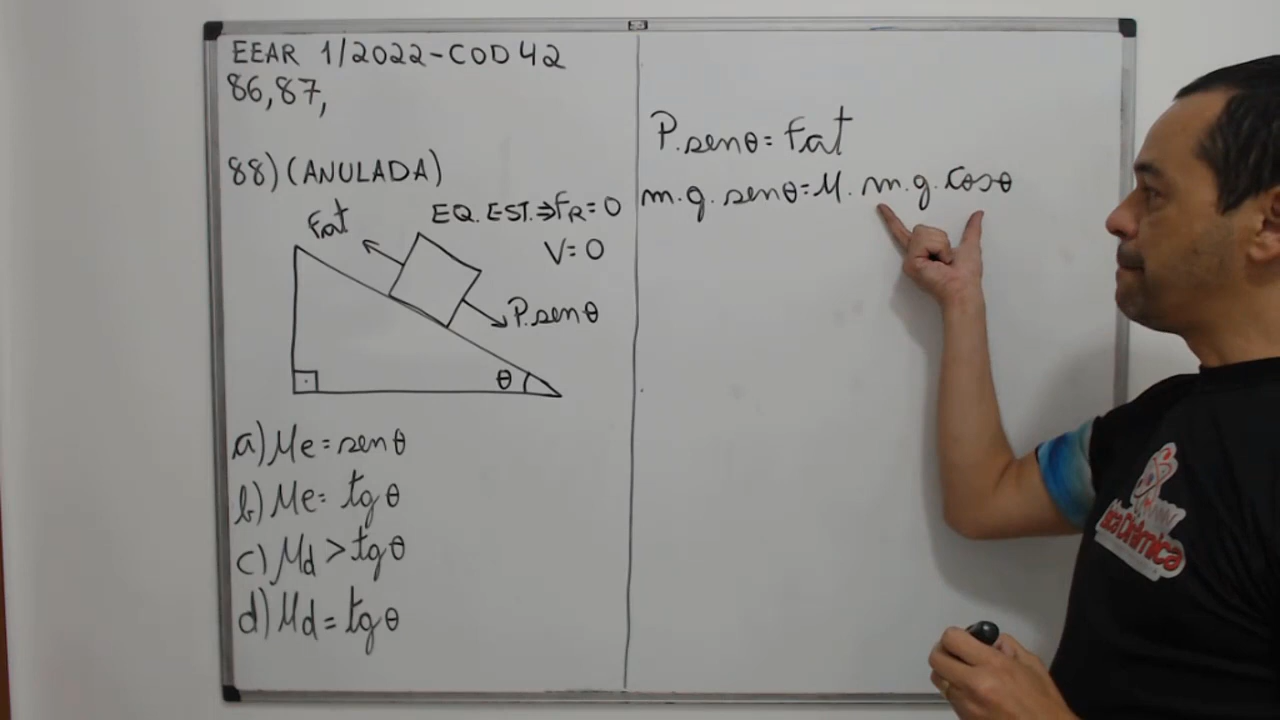 EEAR 1/2022-COD 42
86,87,
88) (ANULADA)
EQ. EST. ⇒ FR = 0
V = 0
Fat
P.senθ
θ
a) μe = senθ
b) μe = tgθ
c) μd > tgθ
d) μd = tgθ
P.senθ = Fat
m.g.senθ = μ.m.g.cosθ